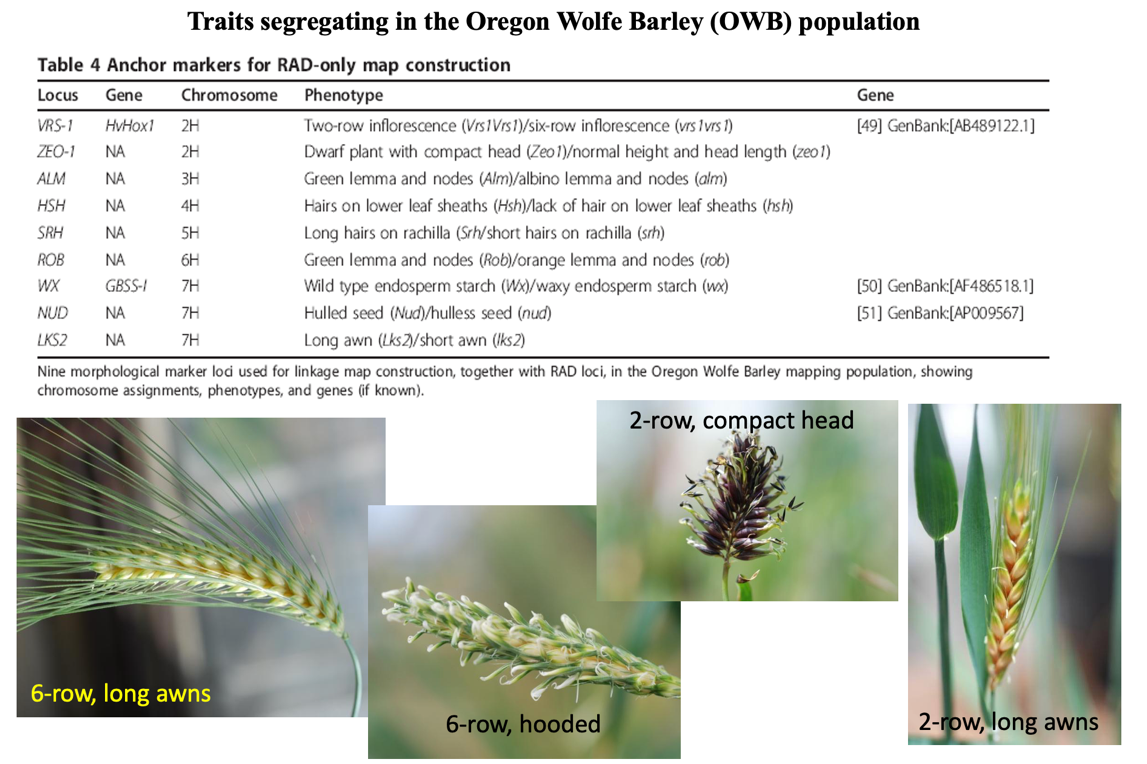 Traits segregating in the Oregon Wolfe Barley (OWB) population
Table 4 Anchor markers for RAD-only map construction
Locus Gene Chromosome Phenotype Gene
VRS-1 HvHox1 2H Two-row inflorescence (Vrs1Vrs1)/six-row inflorescence (vrs1vrs1) [49] GenBank:[AB489122.1]
ZEO-1 NA 2H Dwarf plant with compact head (Zeo1)/normal height and head length (zeo1)
ALM NA 3H Green lemma and nodes (Alm)/albino lemma and nodes (alm)
HSH NA 4H Hairs on lower leaf sheaths (Hsh)/lack of hair on lower leaf sheaths (hsh)
SRH NA 5H Long hairs on rachilla (Srh/short hairs on rachilla (srh)
ROB NA 6H Green lemma and nodes (Rob)/orange lemma and nodes (rob)
WX GBSS-I 7H Wild type endosperm starch (Wx)/waxy endosperm starch (wx) [50] GenBank:[AF486518.1]
NUD NA 7H Hulled seed (Nud)/hulless seed (nud) [51] GenBank:[AP009567]
LKS2 NA 7H Long awn (Lks2)/short awn (lks2)
Nine morphological marker loci used for linkage map construction, together with RAD loci, in the Oregon Wolfe Barley mapping population, showing
chromosome assignments, phenotypes, and genes (if known).
2-row, compact head
6-row, long awns
6-row, hooded
2-row, long awns